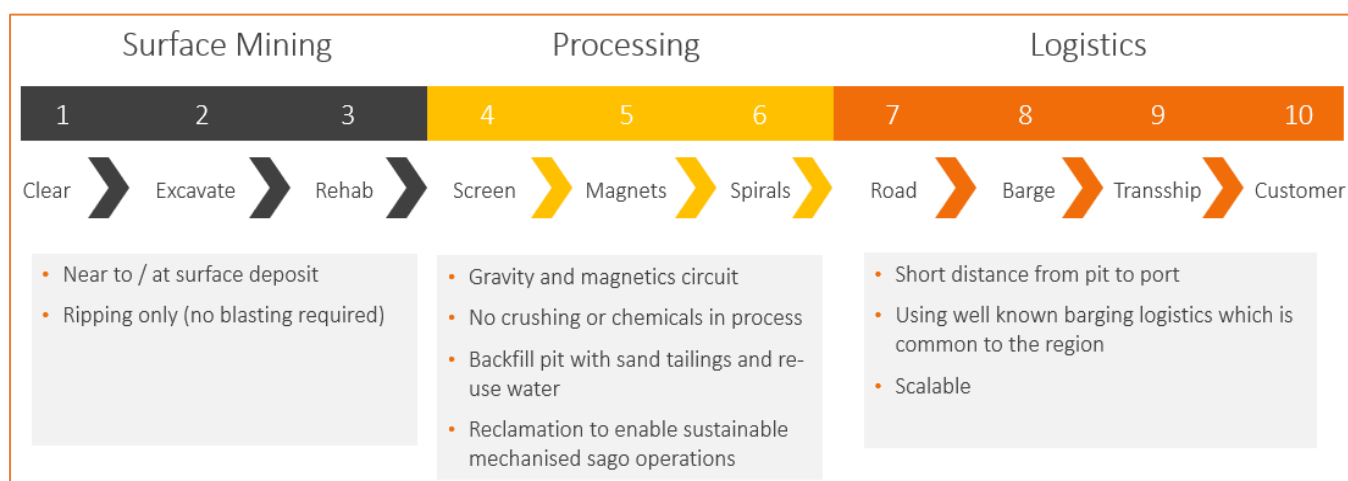 Surface Mining
Processing
Logistics
1 2 3 4 5 6 7 8 9 10
Clear Excavate Rehab Screen Magnets Spirals Road Barge Transship Customer
• Near to / at surface deposit
• Ripping only (no blasting required)
• Gravity and magnetics circuit
• No crushing or chemicals in process
• Backfill pit with sand tailings and re-
use water
• Reclamation to enable sustainable
mechanised sago operations
• Short distance from pit to port
• Using well known barging logistics which is
common to the region
• Scalable